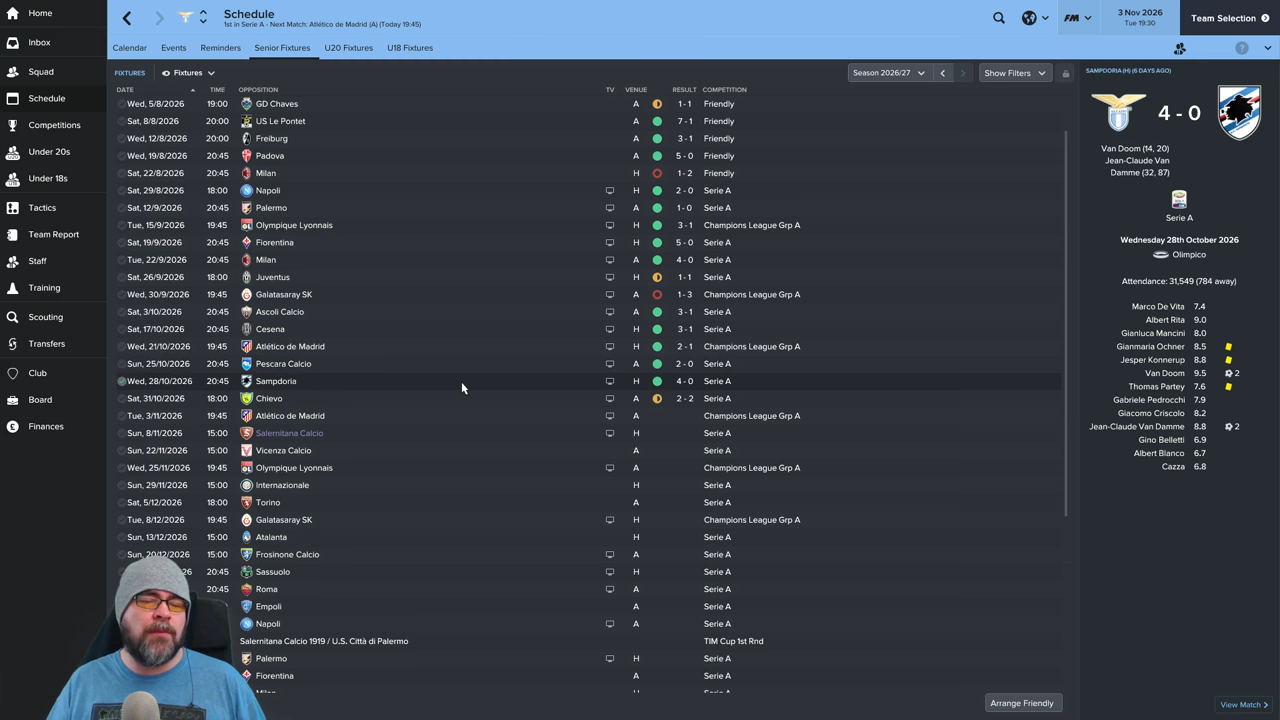 Home
Inbox
Squad
Schedule
Competitions
Under 20s
Under 18s
Tactics
Team Report
Staff
Training
Scouting
Transfers
Club
Board
Finances
Schedule
1st in Serie A - Next Match: Atlético de Madrid (A) (Today 19:45)
FM
3 Nov 2026
Tue 19:30
Team Selection
Calendar Events Reminders Senior Fixtures U20 Fixtures U18 Fixtures
FIXTURES Fixtures Season 2026/27 Show Filters
DATE TIME OPPOSITION TV VENUE RESULT COMPETITION
Wed, 5/8/2026 19:00 GD Chaves A 1 - 1 Friendly
Sat, 8/8/2026 20:00 US Le Pontet A 7 - 1 Friendly
Wed, 12/8/2026 20:00 Freiburg A 3 - 1 Friendly
Wed, 19/8/2026 20:45 Padova A 5 - 0 Friendly
Sat, 22/8/2026 20:45 Milan H 1 - 2 Friendly
Sat, 29/8/2026 18:00 Napoli H 2 - 0 Serie A
Sat, 12/9/2026 20:45 Palermo A 1 - 0 Serie A
Tue, 15/9/2026 19:45 Olympique Lyonnais H 3 - 1 Champions League Grp A
Sat, 19/9/2026 20:45 Fiorentina H 5 - 0 Serie A
Tue, 22/9/2026 20:45 Milan A 4 - 0 Serie A
Sat, 26/9/2026 18:00 Juventus H 1 - 1 Serie A
Wed, 30/9/2026 19:45 Galatasaray SK A 1 - 3 Champions League Grp A
Sat, 3/10/2026 20:45 Ascoli Calcio A 3 - 1 Serie A
Sat, 17/10/2026 20:45 Cesena H 3 - 1 Serie A
Wed, 21/10/2026 19:45 Atlético de Madrid H 2 - 1 Champions League Grp A
Sun, 25/10/2026 20:45 Pescara Calcio A 2 - 0 Serie A
Wed, 28/10/2026 20:45 Sampdoria H 4 - 0 Serie A
Sat, 31/10/2026 18:00 Chievo A 2 - 2 Serie A
Tue, 3/11/2026 19:45 Atlético de Madrid A Champions League Grp A
Sun, 8/11/2026 15:00 Salernitana Calcio H Serie A
Sun, 22/11/2026 15:00 Vicenza Calcio A Serie A
Wed, 25/11/2026 19:45 Olympique Lyonnais A Champions League Grp A
Sun, 29/11/2026 15:00 Internazionale H Serie A
Sat, 5/12/2026 18:00 Torino A Serie A
Tue, 8/12/2026 19:45 Galatasaray SK H Champions League Grp A
Sun, 13/12/2026 15:00 Atalanta H Serie A
Sun, 20/12/2026 15:00 Frosinone Calcio A Serie A
20:45 Sassuolo H Serie A
20:45 Roma A Serie A
Empoli A Serie A
Napoli A Serie A
Salernitana Calcio 1919 / U.S. Città di Palermo TIM Cup 1st Rnd
Palermo H Serie A
Fiorentina A Serie A
Arrange Friendly
SAMPDORIA (H) (6 DAYS AGO)
4 - 0
Van Doom (14, 20)
Jean-Claude Van
Damme (32, 87)
Serie A
Wednesday 28th October 2026
Olimpico
Attendance: 31,549 (784 away)
Marco De Vita 7.4
Albert Rita 9.0
Gianluca Mancini 8.0
Gianmaria Ochner 8.5
Jesper Konnerup 8.8
Van Doom 9.5 2
Thomas Partey 7.6
Gabriele Pedrocchi 7.9
Giacomo Criscolo 8.2
Jean-Claude Van Damme 8.8 2
Gino Belletti 6.9
Albert Bianco 6.7
Cazza 6.8
View Match